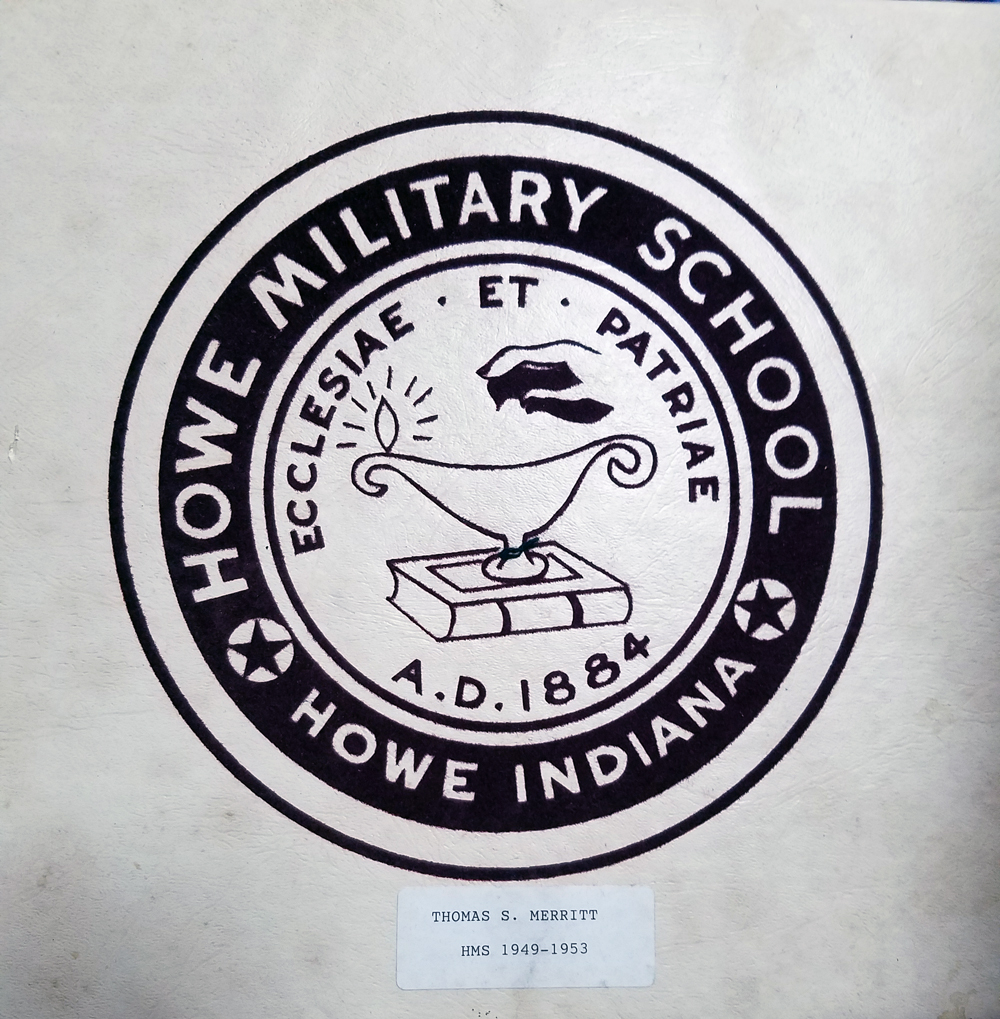 HOWE MILITARY SCHOOL
ECCLESIAE · ET · PATRIAE
A.D. 1884
HOWE INDIANA
THOMAS S. MERRITT
HMS 1949-1953